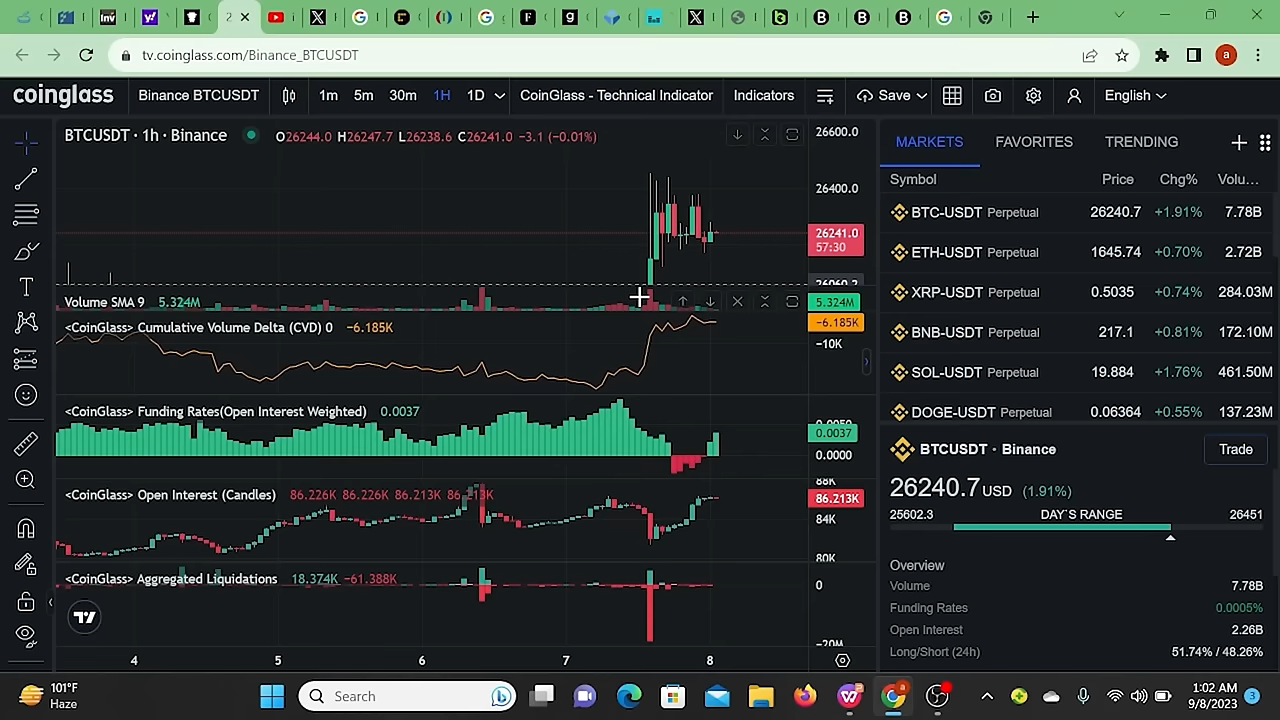 tv.coinglass.com/Binance_BTCUSDT
coinglass
Binance BTCUSDT
1m 5m 30m 1H 1D
CoinGlass - Technical Indicator
Indicators
Save
English
BTCUSDT · 1h · Binance
O26244.0 H26247.7 L26238.6 C26241.0 −3.1 (−0.01%)
26600.0
26400.0
26241.0
57:30
Volume SMA 9 5.324M
5.324M
<CoinGlass> Cumulative Volume Delta (CVD) 0 −6.185K
−6.185K
−10K
<CoinGlass> Funding Rates(Open Interest Weighted) 0.0037
0.0037
0.0000
<CoinGlass> Open Interest (Candles) 86.226K 86.226K 86.213K 86.213K
88K
86.213K
84K
80K
<CoinGlass> Aggregated Liquidations 18.374K −61.388K
0
−20M
4 5 6 7 8
MARKETS FAVORITES TRENDING
Symbol Price Chg% Volu...
BTC-USDT Perpetual 26240.7 +1.91% 7.78B
ETH-USDT Perpetual 1645.74 +0.70% 2.72B
XRP-USDT Perpetual 0.5035 +0.74% 284.03M
BNB-USDT Perpetual 217.1 +0.81% 172.10M
SOL-USDT Perpetual 19.884 +1.76% 461.50M
DOGE-USDT Perpetual 0.06364 +0.55% 137.23M
BTCUSDT · Binance
Trade
26240.7 USD (1.91%)
25602.3 DAY`S RANGE 26451
Overview
Volume 7.78B
Funding Rates 0.0005%
Open Interest 2.26B
Long/Short (24h) 51.74% / 48.26%
101°F
Haze
Search
1:02 AM
9/8/2023
3